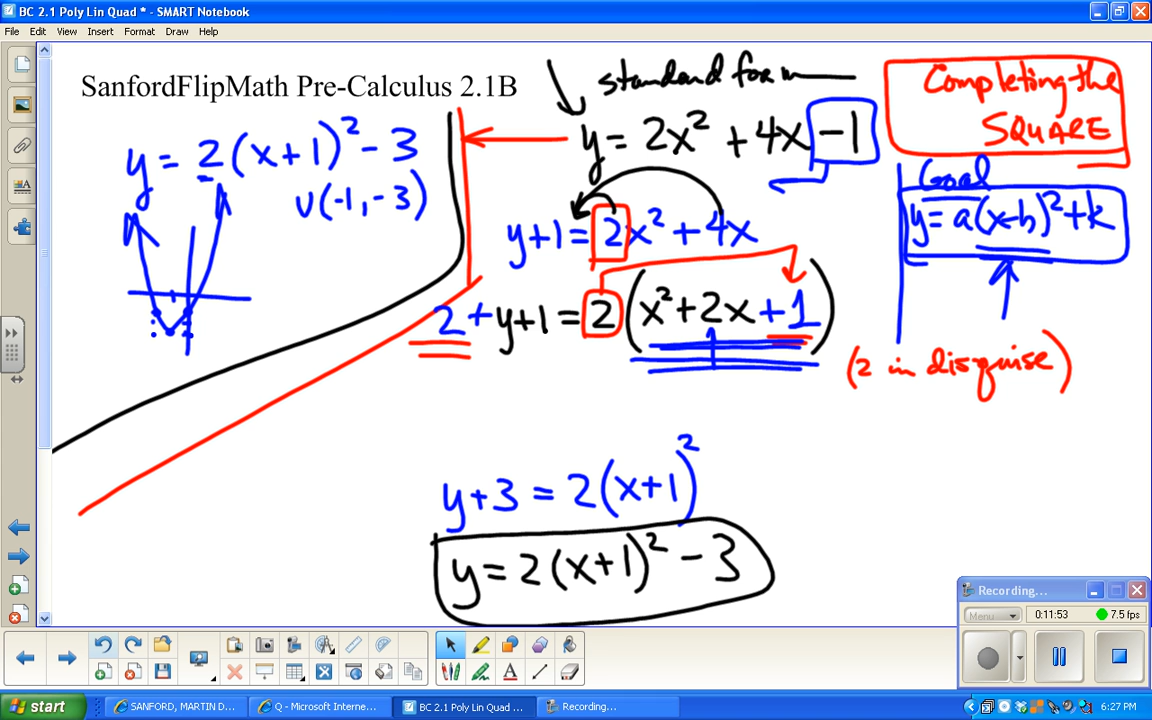 BC 2.1 Poly Lin Quad * - SMART Notebook
File Edit View Insert Format Draw Help
SanfordFlipMath Pre-Calculus 2.1B
standard form
Completing the
SQUARE
y = 2x² + 4x -1
y = 2(x+1)² - 3
v(-1, -3)
Goal
y = a(x-h)² + k
y+1 = 2x² + 4x
2 + y+1 = 2(x² + 2x + 1)
(2 in disguise)
y+3 = 2(x+1)²
y = 2(x+1)² - 3
Recording...
Menu
0:11:53
7.5 fps
start
SANFORD, MARTIN D...
Q - Microsoft Interne...
BC 2.1 Poly Lin Quad ...
Recording...
6:27 PM